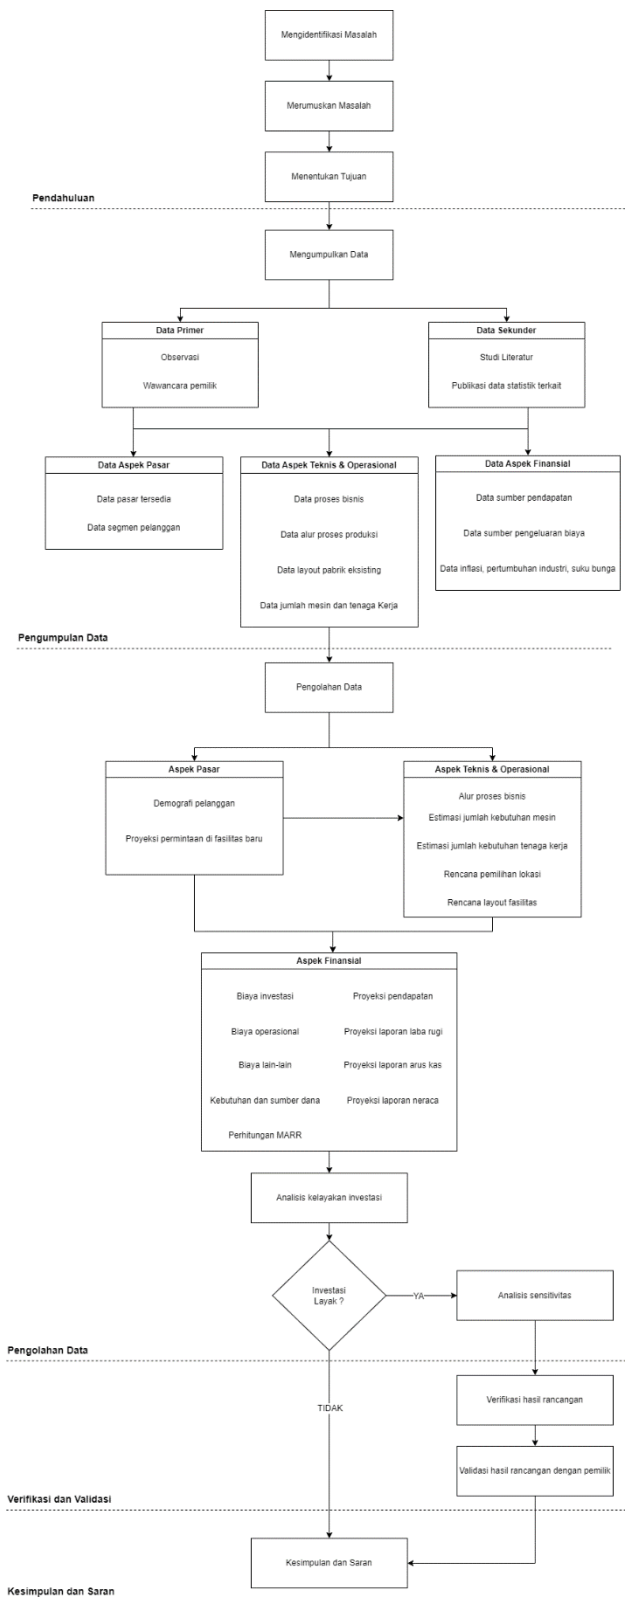 Mengidentifikasi Masalah
Merumuskan Masalah
Menentukan Tujuan
Pendahuluan
Mengumpulkan Data
Data Primer
Observasi
Wawancara pemilik
Data Sekunder
Studi Literatur
Publikasi data statistik terkait
Data Aspek Pasar
Data pasar tersedia
Data segmen pelanggan
Data Aspek Teknis & Operasional
Data proses bisnis
Data alur proses produksi
Data layout pabrik eksisting
Data jumlah mesin dan tenaga Kerja
Data Aspek Finansial
Data sumber pendapatan
Data sumber pengeluaran biaya
Data inflasi, pertumbuhan industri, suku bunga
Pengumpulan Data
Pengolahan Data
Aspek Pasar
Demografi pelanggan
Proyeksi permintaan di fasilitas baru
Aspek Teknis & Operasional
Alur proses bisnis
Estimasi jumlah kebutuhan mesin
Estimasi jumlah kebutuhan tenaga kerja
Rencana pemilihan lokasi
Rencana layout fasilitas
Aspek Finansial
Biaya investasi
Biaya operasional
Biaya lain-lain
Kebutuhan dan sumber dana
Perhitungan MARR
Proyeksi pendapatan
Proyeksi laporan laba rugi
Proyeksi laporan arus kas
Proyeksi laporan neraca
Analisis kelayakan investasi
Investasi
Layak ?
YA
Analisis sensitivitas
Pengolahan Data
TIDAK
Verifikasi hasil rancangan
Validasi hasil rancangan dengan pemilik
Verifikasi dan Validasi
Kesimpulan dan Saran
Kesimpulan dan Saran